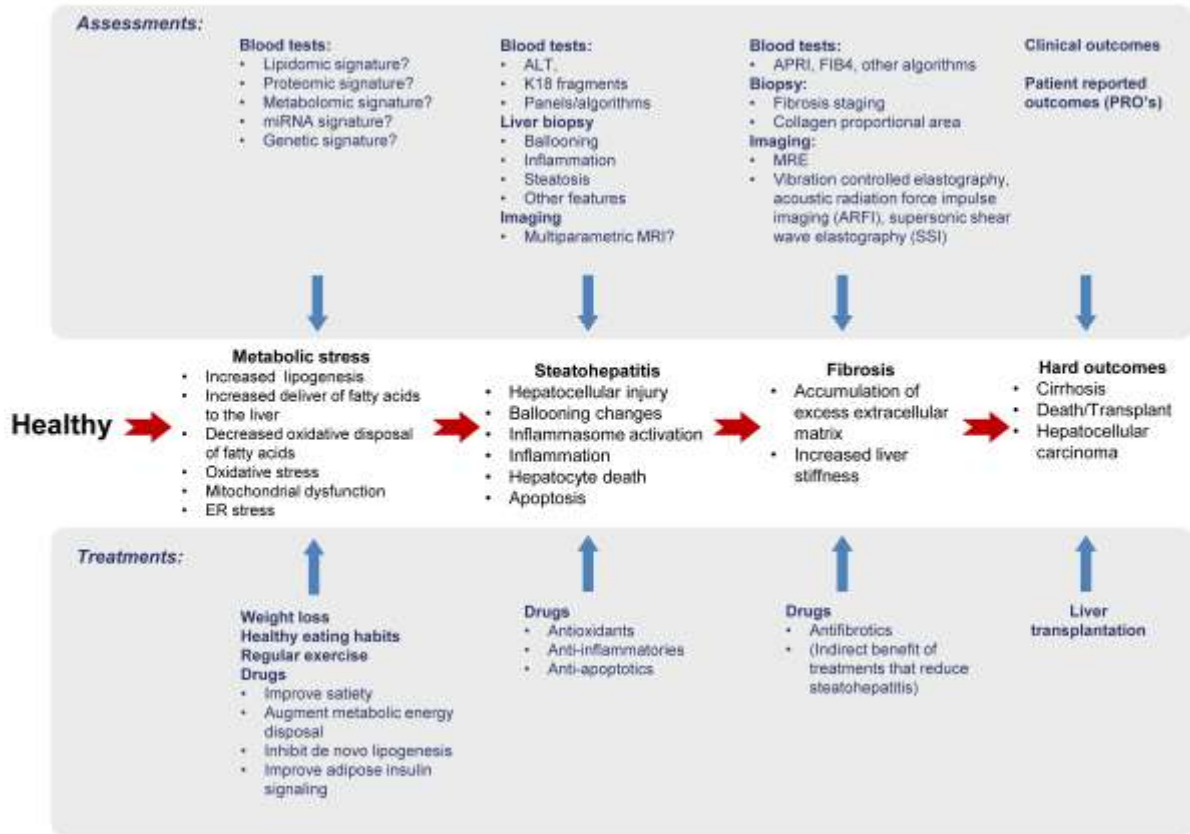 Assessments:
Blood tests:
• Lipidomic signature?
• Proteomic signature?
• Metabolomic signature?
• miRNA signature?
• Genetic signature?
Blood tests:
• ALT,
• K18 fragments
• Panels/algorithms
Liver biopsy
• Ballooning
• Inflammation
• Steatosis
• Other features
Imaging
• Multiparametric MRI?
Blood tests:
• APRI, FIB4, other algorithms
Biopsy:
• Fibrosis staging
• Collagen proportional area
Imaging:
• MRE
• Vibration controlled elastography,
acoustic radiation force impulse
imaging (ARFI), supersonic shear
wave elastography (SSI)
Clinical outcomes
Patient reported
outcomes (PRO's)
Healthy
Metabolic stress
• Increased lipogenesis
• Increased deliver of fatty acids
to the liver
• Decreased oxidative disposal
of fatty acids
• Oxidative stress
• Mitochondrial dysfunction
• ER stress
Steatohepatitis
• Hepatocellular injury
• Ballooning changes
• Inflammasome activation
• Inflammation
• Hepatocyte death
• Apoptosis
Fibrosis
• Accumulation of
excess extracellular
matrix
• Increased liver
stiffness
Hard outcomes
• Cirrhosis
• Death/Transplant
• Hepatocellular
carcinoma
Treatments:
Weight loss
Healthy eating habits
Regular exercise
Drugs
• Improve satiety
• Augment metabolic energy
disposal
• Inhibit de novo lipogenesis
• Improve adipose insulin
signaling
Drugs
• Antioxidants
• Anti-inflammatories
• Anti-apoptotics
Drugs
• Antifibrotics
• (Indirect benefit of
treatments that reduce
steatohepatitis)
Liver
transplantation